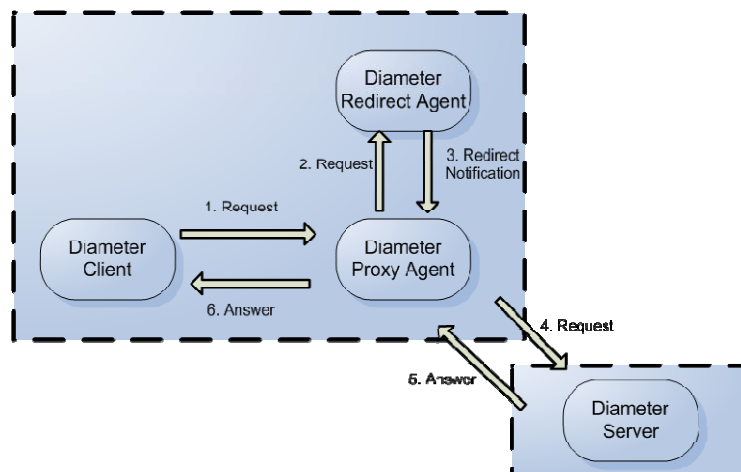 Diameter
Redirect Agent
2. Request
3. Redirect
Notification
1. Request
Diameter
Client
Diameter
Proxy Agent
6. Answer
4. Request
5. Answer
Diameter
Server